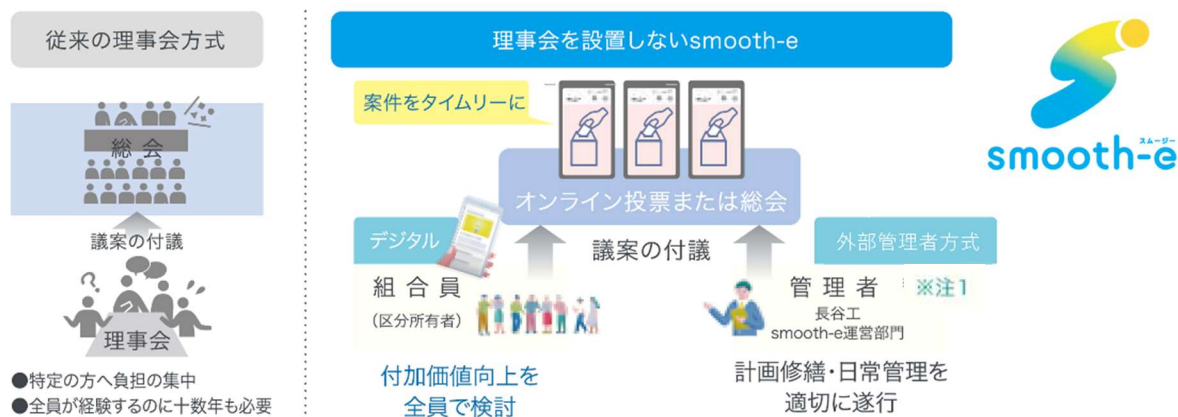 従来の理事会方式
総会
議案の付議
理事会
●特定の方へ負担の集中
●全員が経験するのに十数年も必要
理事会を設置しないsmooth-e
案件をタイムリーに
オンライン投票または総会
デジタル
議案の付議
外部管理者方式
組合員
(区分所有者)
管理者 ※注1
長谷工
smooth-e運営部門
付加価値向上を
全員で検討
計画修繕・日常管理を
適切に遂行
スムージー
smooth-e